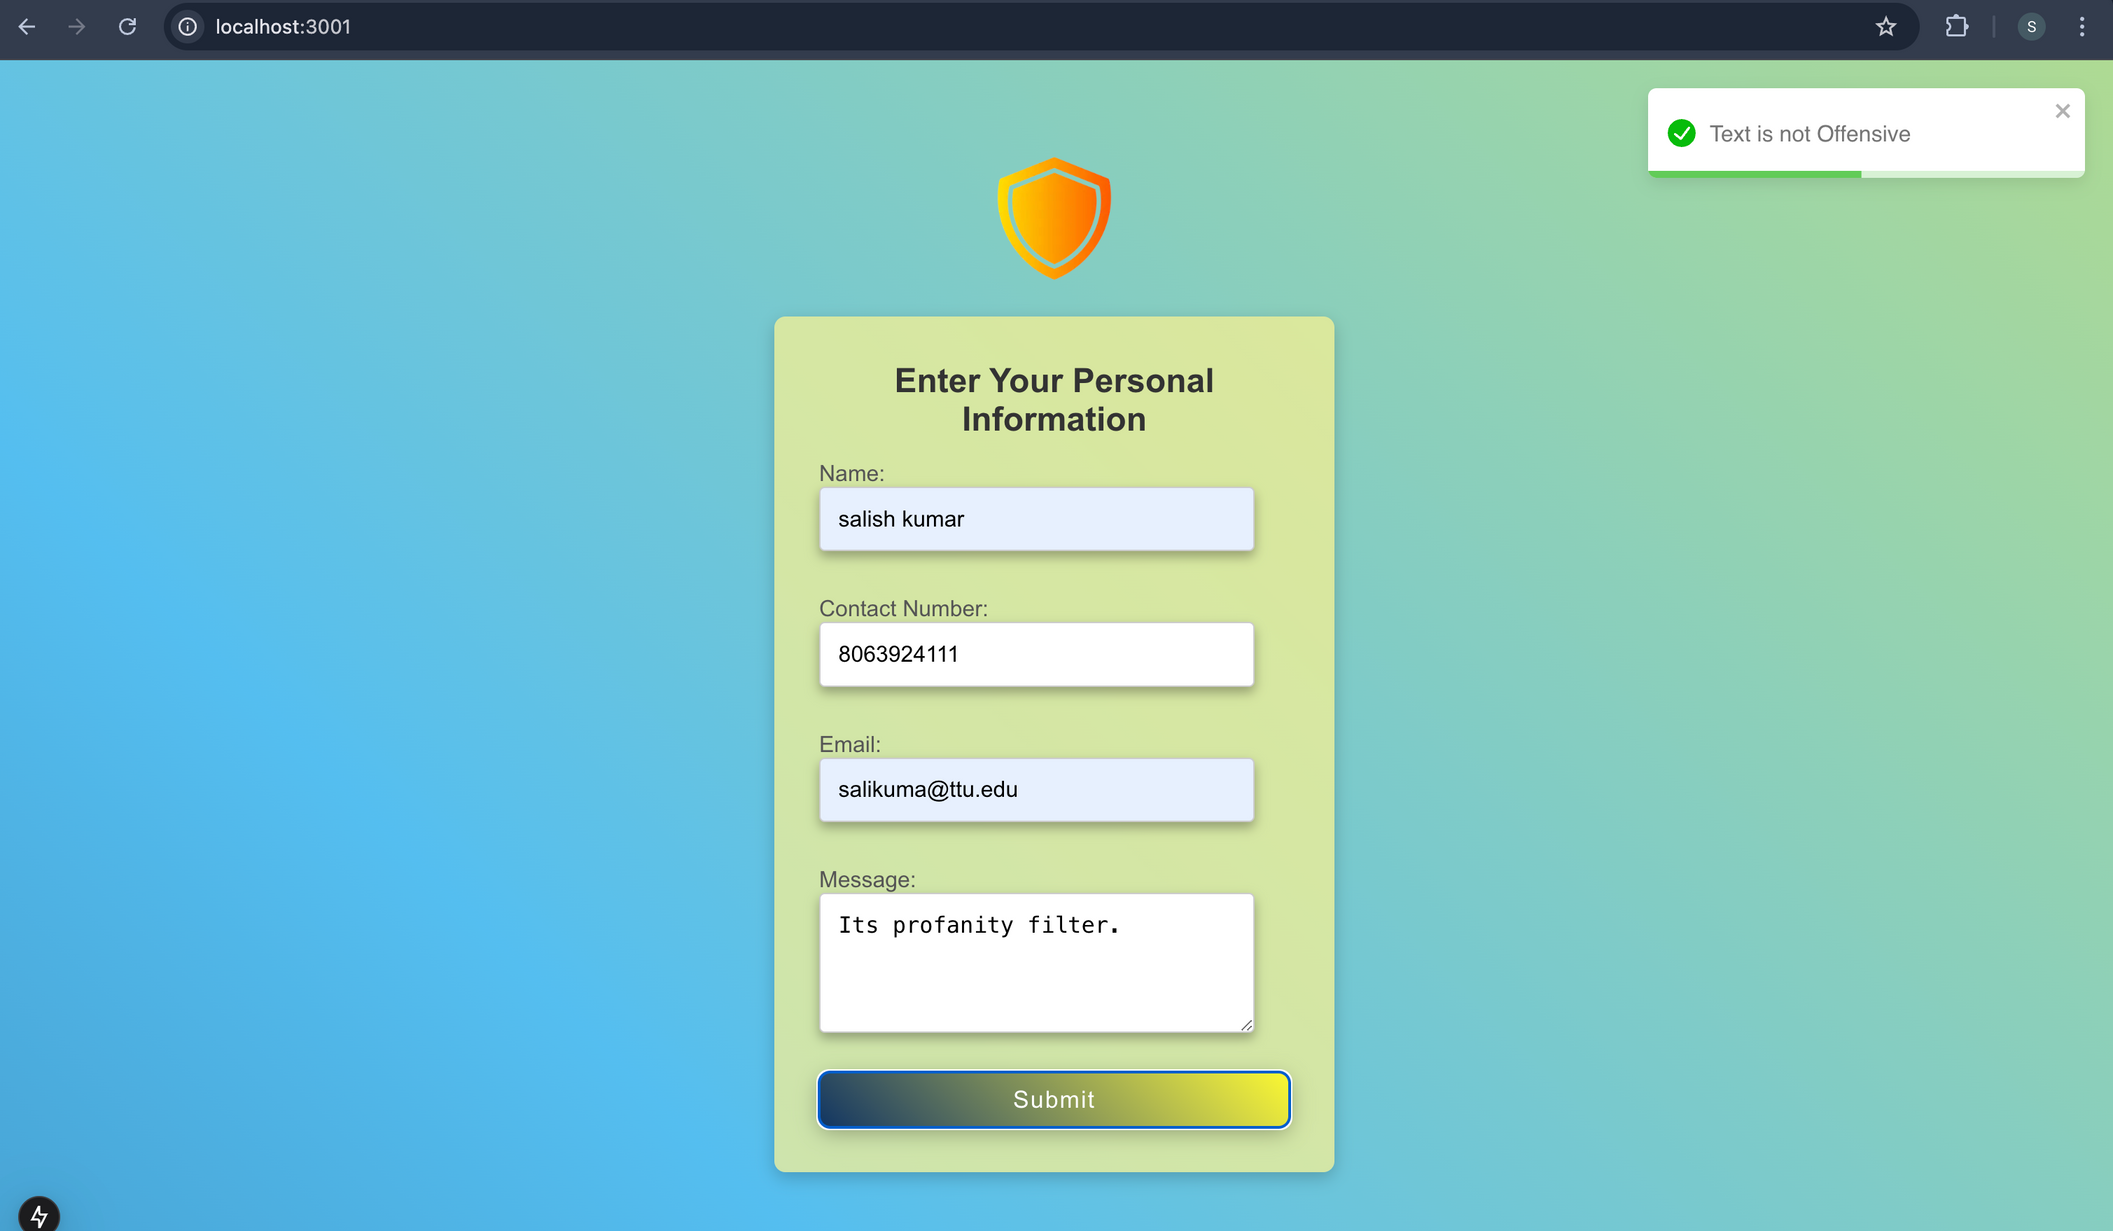 localhost:3001
S
Text is not Offensive
Enter Your Personal
Information
Name:
salish kumar
Contact Number:
8063924111
Email:
salikuma@ttu.edu
Message:
Its profanity filter.
Submit